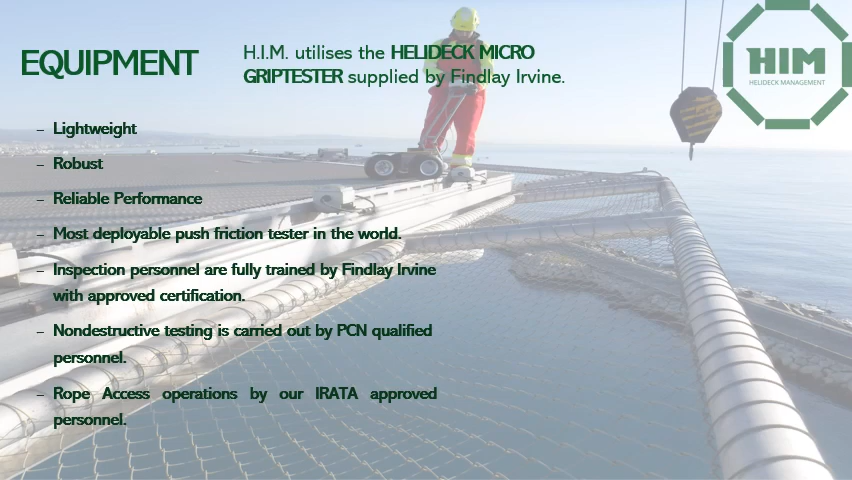 EQUIPMENT
H.I.M. utilises the HELIDECK MICRO
GRIPTESTER supplied by Findlay Irvine.
HIM
HELIDECK MANAGEMENT
– Lightweight
– Robust
– Reliable Performance
– Most deployable push friction tester in the world.
– Inspection personnel are fully trained by Findlay Irvine
with approved certification.
– Nondestructive testing is carried out by PCN qualified
personnel.
– Rope Access operations by our IRATA approved
personnel.